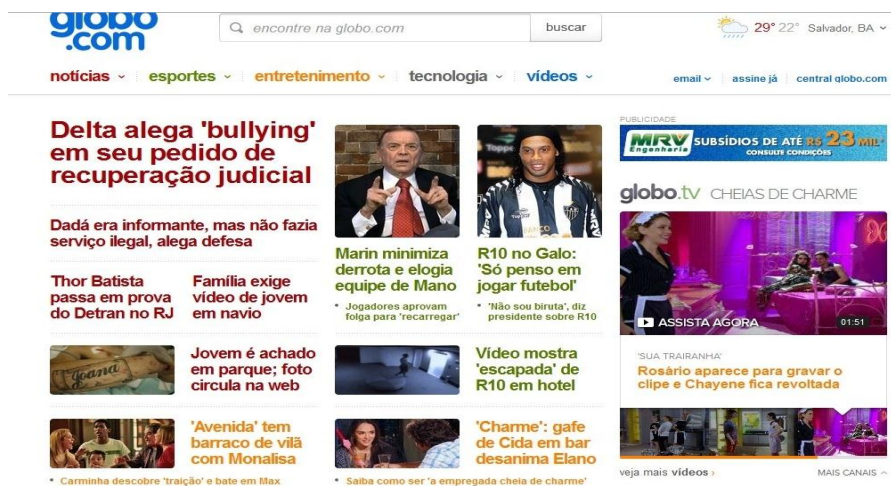 globo
.com
encontre na globo.com
buscar
29° 22° Salvador, BA
notícias esportes entretenimento tecnologia vídeos
email assine já central globo.com
Delta alega 'bullying'
em seu pedido de
recuperação judicial
Dadá era informante, mas não fazia
serviço ilegal, alega defesa
Thor Batista
passa em prova
do Detran no RJ
Família exige
vídeo de jovem
em navio
Joana
Jovem é achado
em parque; foto
circula na web
'Avenida' tem
barraco de vilã
com Monalisa
• Carminha descobre 'traição' e bate em Max
Marin minimiza
derrota e elogia
equipe de Mano
• Jogadores aprovam
folga para 'recarregar'
Topper
R10 no Galo:
'Só penso em
jogar futebol'
• 'Não sou biruta', diz
presidente sobre R10
Vídeo mostra
'escapada' de
R10 em hotel
'Charme': gafe
de Cida em bar
desanima Elano
• Saiba como ser 'a empregada cheia de charme'
PUBLICIDADE
MRV
Engenharia
SUBSÍDIOS DE ATÉ R$ 23 MIL*
CONSULTE CONDIÇÕES
globo.tv CHEIAS DE CHARME
ASSISTA AGORA
01:51
'SUA TRAIRANHA'
Rosário aparece para gravar o
clipe e Chayene fica revoltada
veja mais vídeos ›
MAIS CANAIS